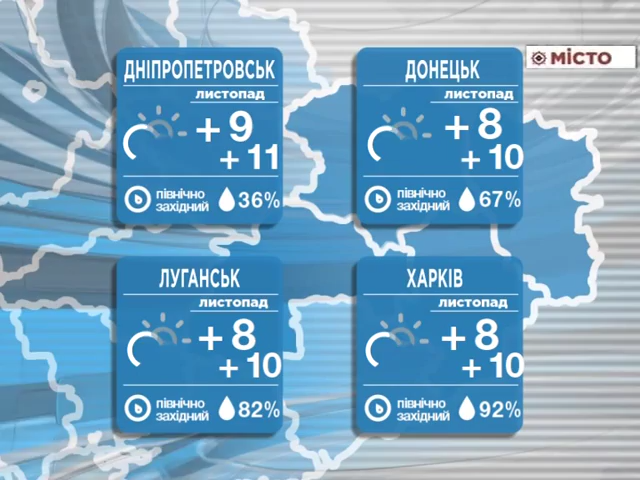 МІСТО
ДНІПРОПЕТРОВСЬК
листопад
+ 9
+ 11
північно
західний
36%
ДОНЕЦЬК
листопад
+ 8
+ 10
північно
західний
67%
ЛУГАНСЬК
листопад
+ 8
+ 10
північно
західний
82%
ХАРКІВ
листопад
+ 8
+ 10
північно
західний
92%